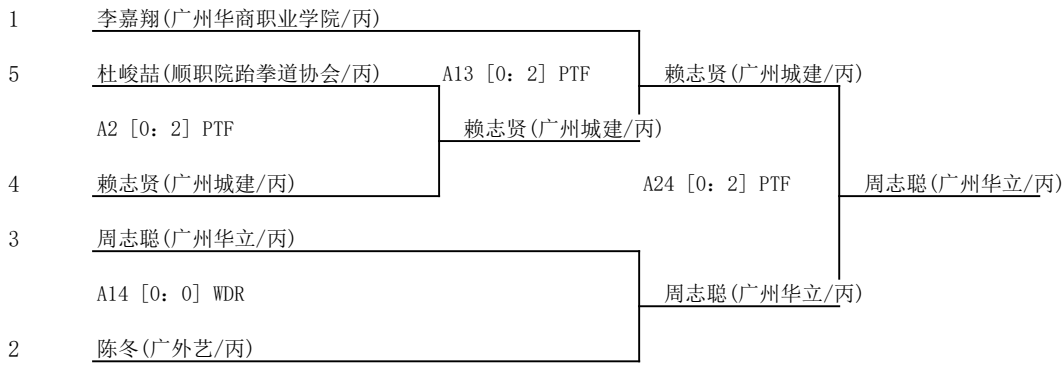 1 李嘉翔(广州华商职业学院/丙)
5 杜峻喆(顺职院跆拳道协会/丙) A13 [0: 2] PTF 赖志贤(广州城建/丙)
A2 [0: 2] PTF 赖志贤(广州城建/丙)
4 赖志贤(广州城建/丙) A24 [0: 2] PTF 周志聪(广州华立/丙)
3 周志聪(广州华立/丙)
A14 [0: 0] WDR 周志聪(广州华立/丙)
2 陈冬(广外艺/丙)